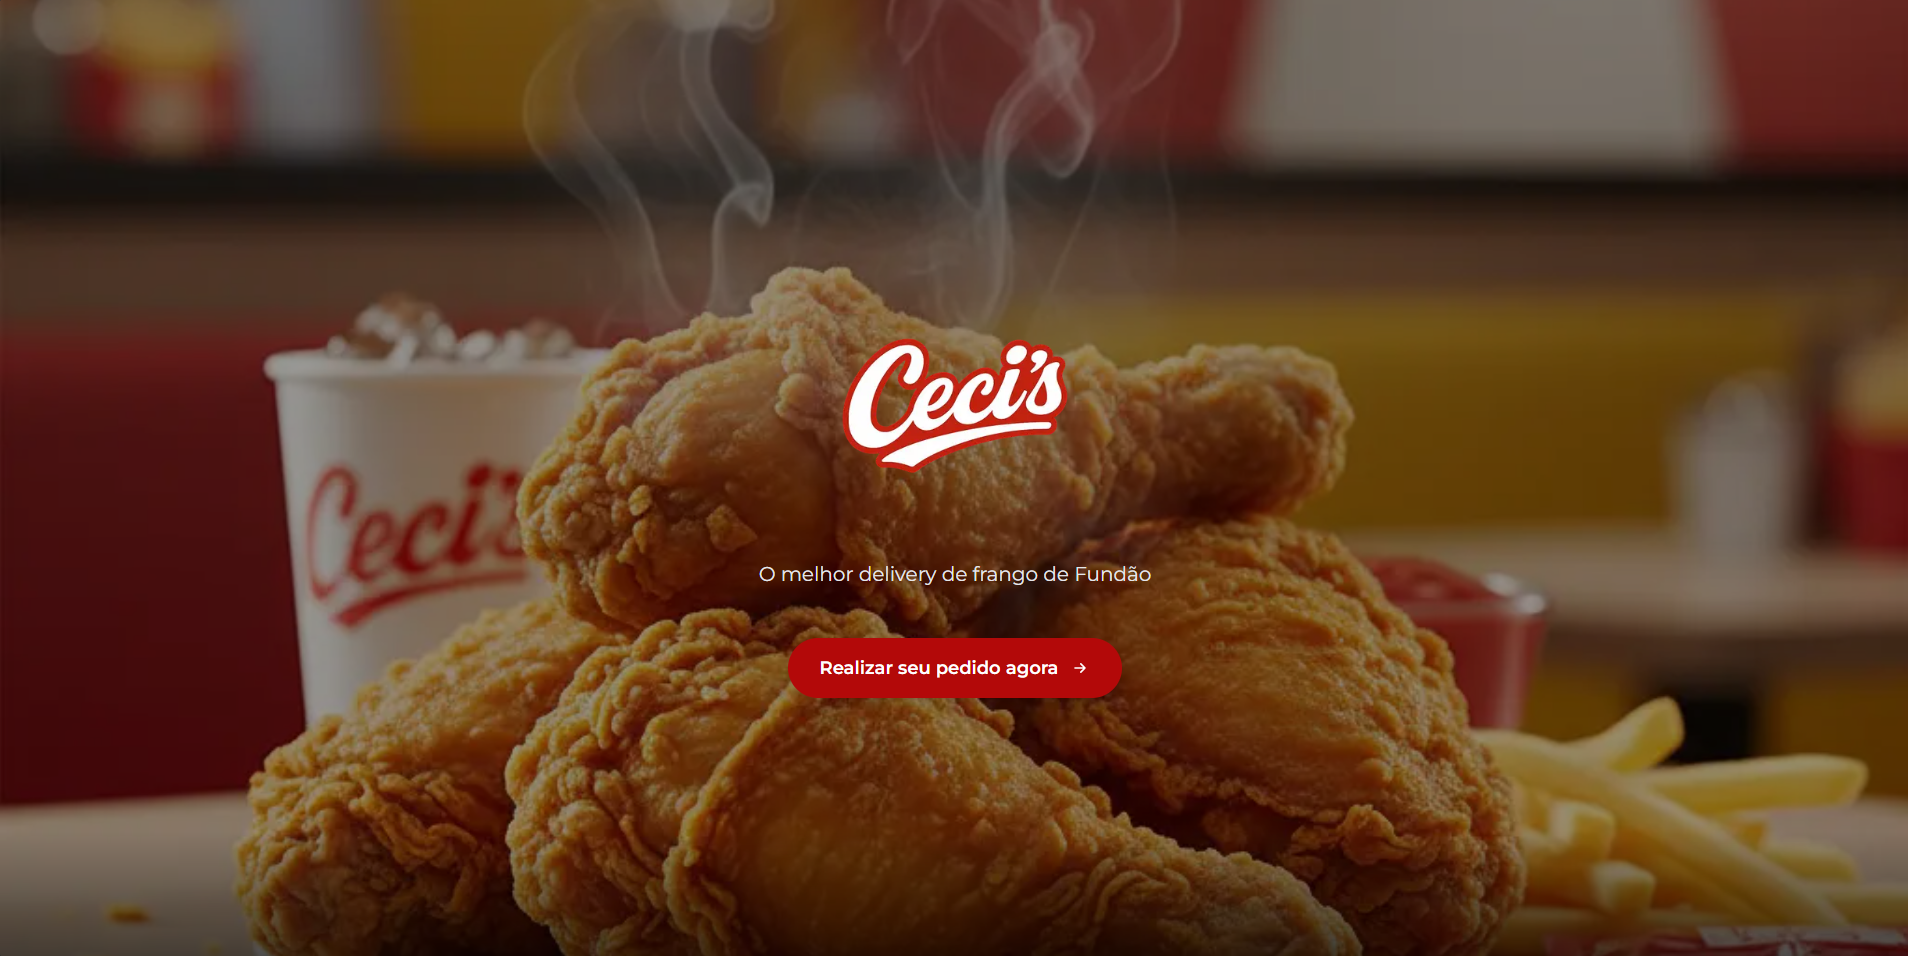 Ceci's
Ceci's
O melhor delivery de frango de Fundão
Realizar seu pedido agora →